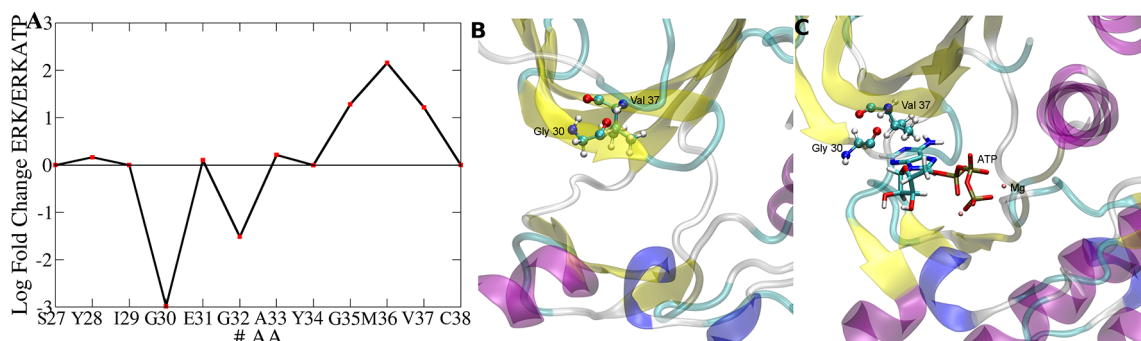 A
Log Fold Change ERK/ERKATP
3
2
1
0
-1
-2
-3
S27 Y28 I29 G30 E31 G32 A33 Y34 G35 M36 V37 C38
# AA
B
Val 37
Gly 30
C
Val 37
Gly 30
ATP
Mg